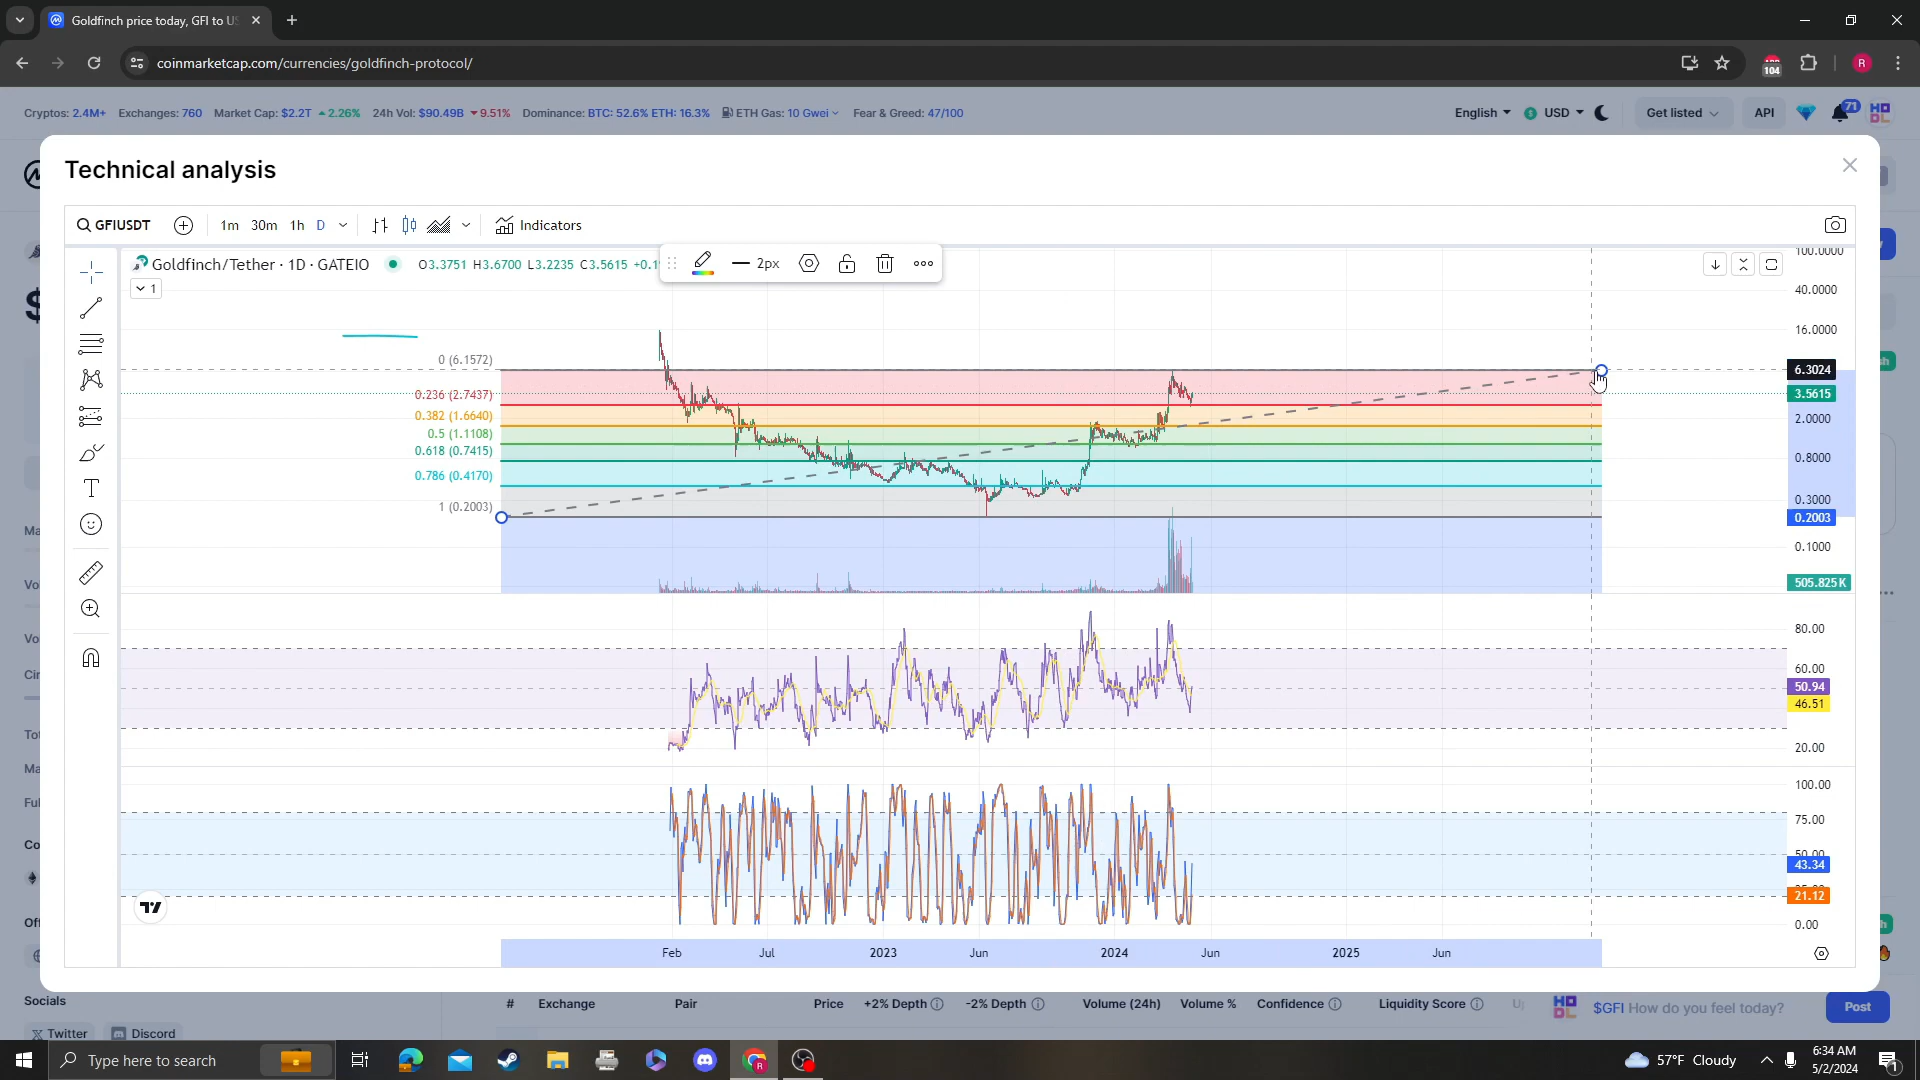 Goldfinch price today, GFI to US
coinmarketcap.com/currencies/goldfinch-protocol/
104
R
Cryptos: 2.4M+ Exchanges: 760 Market Cap: $2.2T 2.26% 24h Vol: $90.49B 9.51% Dominance: BTC: 52.6% ETH: 16.3% ETH Gas: 10 Gwei Fear & Greed: 47/100
English USD Get listed API 71
Technical analysis
GFIUSDT 1m 30m 1h D Indicators
Goldfinch/Tether · 1D · GATEIO O3.3751 H3.6700 L3.2235 C3.5615
2px
1
100.0000
40.0000
16.0000
0 (6.1572)
6.3024
0.236 (2.7437)
3.5615
0.382 (1.6640)
2.0000
0.5 (1.1108)
0.618 (0.7415)
0.8000
0.786 (0.4170)
0.3000
1 (0.2003)
0.2003
0.1000
505.825K
80.00
60.00
50.94
46.51
20.00
100.00
75.00
50.00
43.34
21.12
0.00
Feb Jul 2023 Jun 2024 Jun 2025 Jun
Socials
# Exchange Pair Price +2% Depth -2% Depth Volume (24h) Volume % Confidence Liquidity Score
$GFI How do you feel today? Post
Twitter Discord
Type here to search
57°F Cloudy
6:34 AM
5/2/2024
1